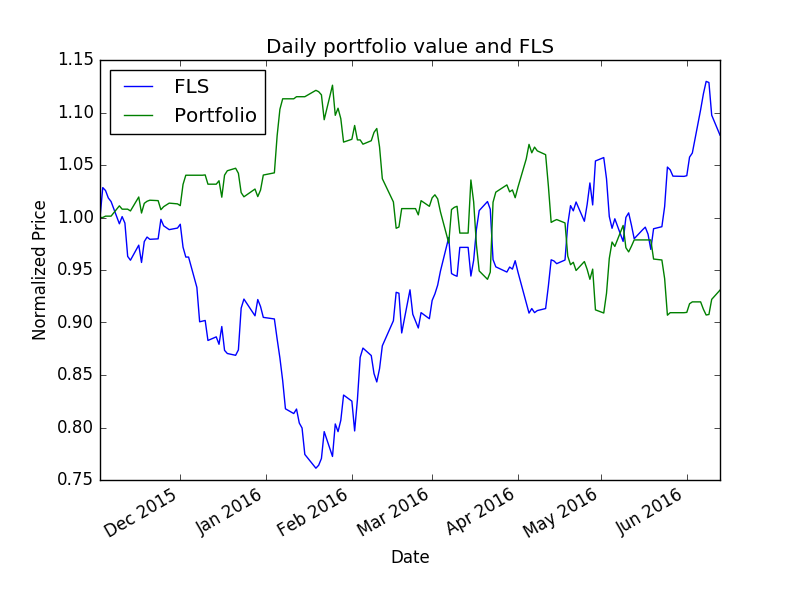 Daily portfolio value and FLS
1.15
1.10
1.05
1.00
0.95
0.90
0.85
0.80
0.75
Normalized Price
FLS
Portfolio
Dec 2015
Jan 2016
Feb 2016
Mar 2016
Apr 2016
May 2016
Jun 2016
Date